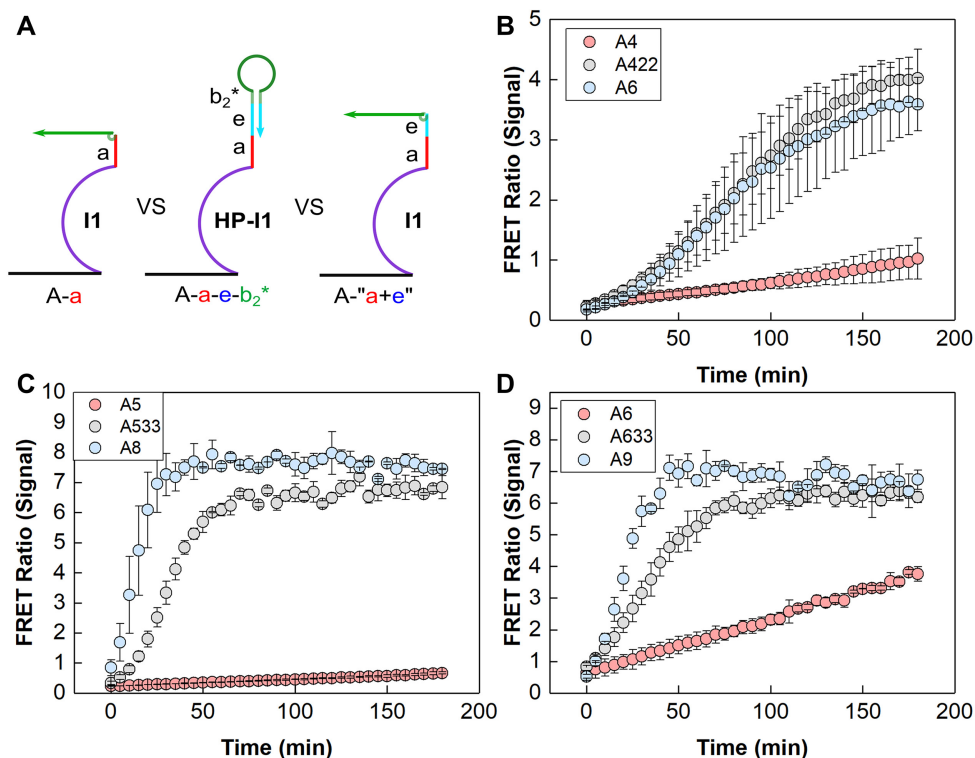 A
b₂*
e
a
a
e
a
I1
VS
HP-I1
VS
I1
A-a
A-a-e-b₂*
A-"a+e"
B
A4
A422
A6
FRET Ratio (Signal)
5
4
3
2
1
0
0
50
100
150
200
Time (min)
C
A5
A533
A8
FRET Ratio (Signal)
10
9
8
7
6
5
4
3
2
1
0
0
50
100
150
200
Time (min)
D
A6
A633
A9
FRET Ratio (Signal)
9
8
7
6
5
4
3
2
1
0
0
50
100
150
200
Time (min)